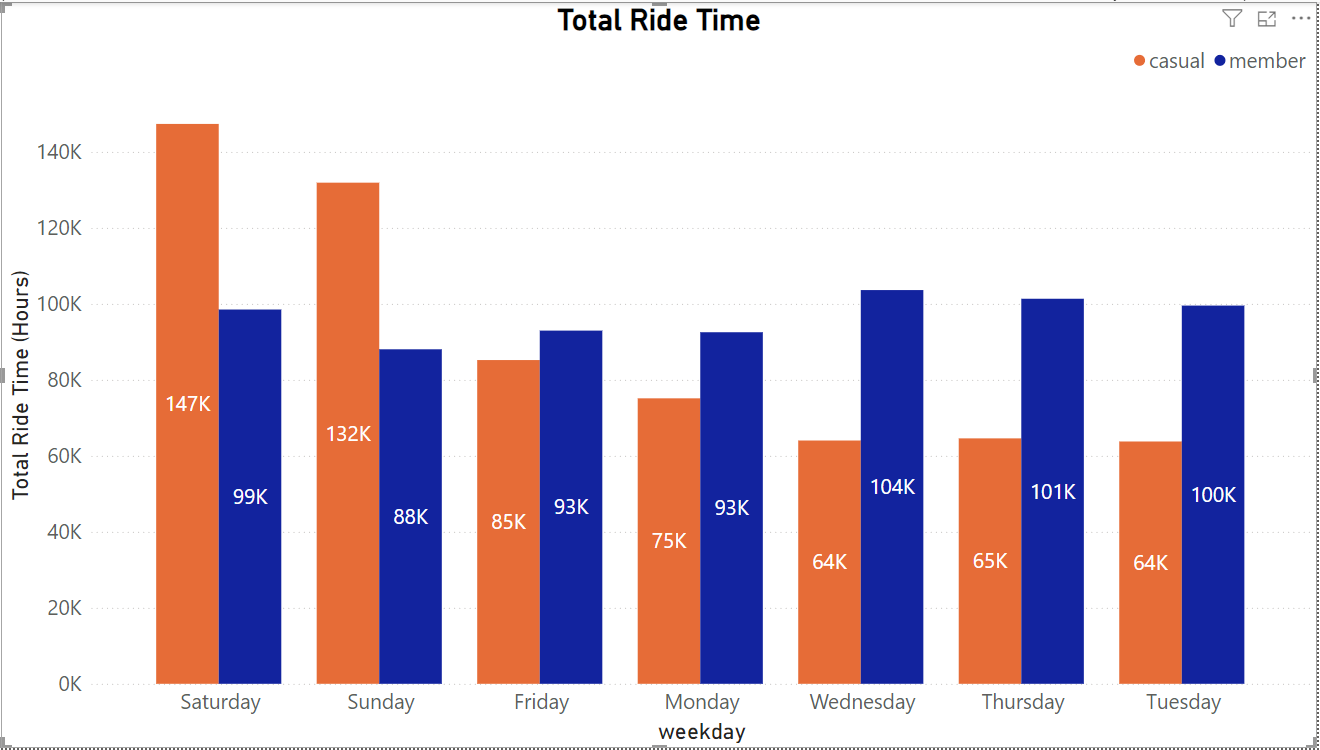 Total Ride Time
casual member
Total Ride Time (Hours)
140K
120K
100K
80K
60K
40K
20K
0K
147K 99K
132K 88K
85K 93K
75K 93K
64K 104K
65K 101K
64K 100K
Saturday Sunday Friday Monday Wednesday Thursday Tuesday
weekday